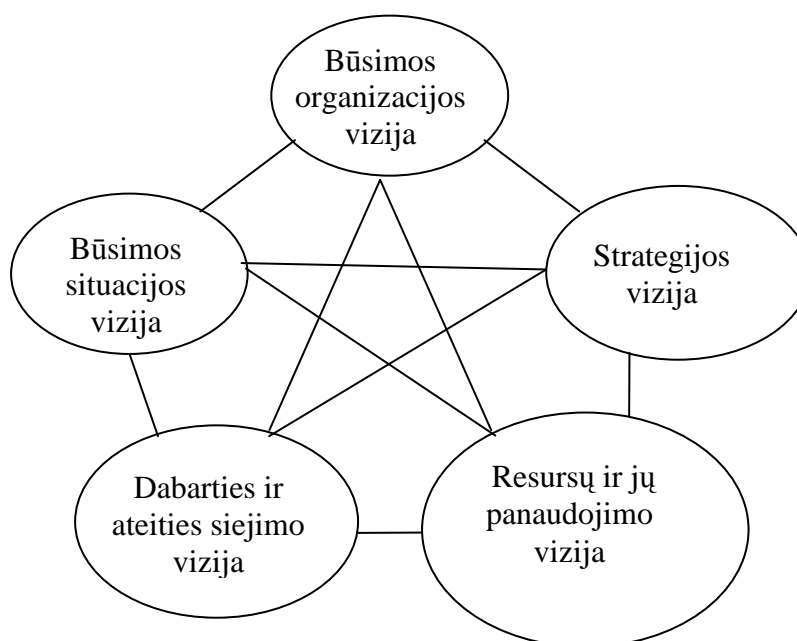 Būsimos
organizacijos
vizija
Būsimos
situacijos
vizija
Strategijos
vizija
Dabarties ir
ateities siejimo
vizija
Resursų ir jų
panaudojimo
vizija